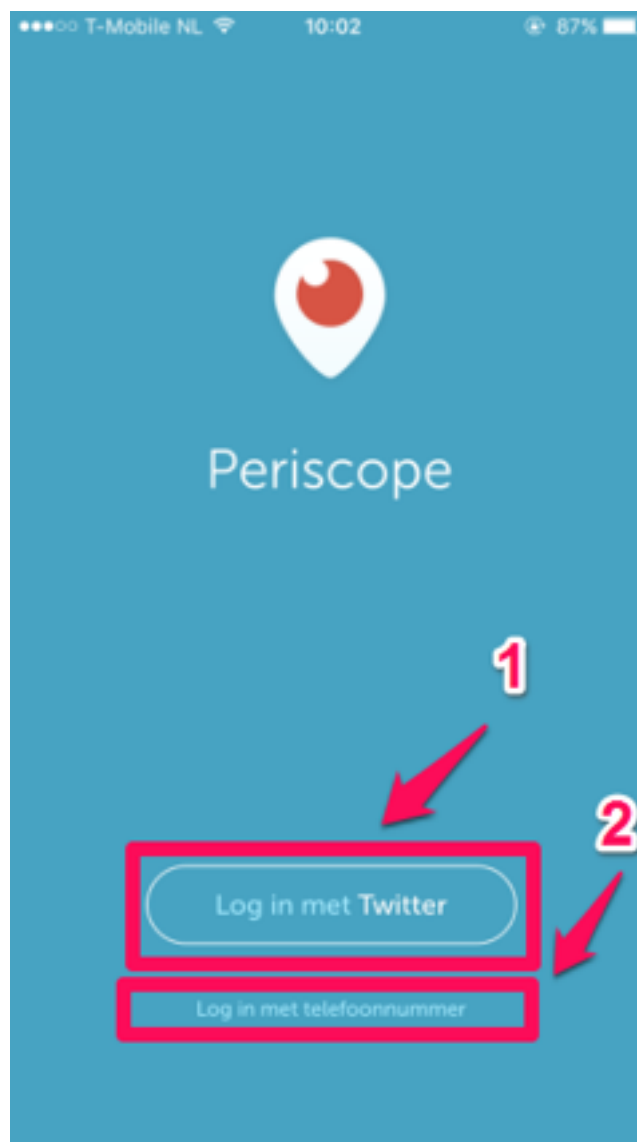 T-Mobile NL 10:02 87%
Periscope
1
2
Log in met Twitter
Log in met telefoonnummer